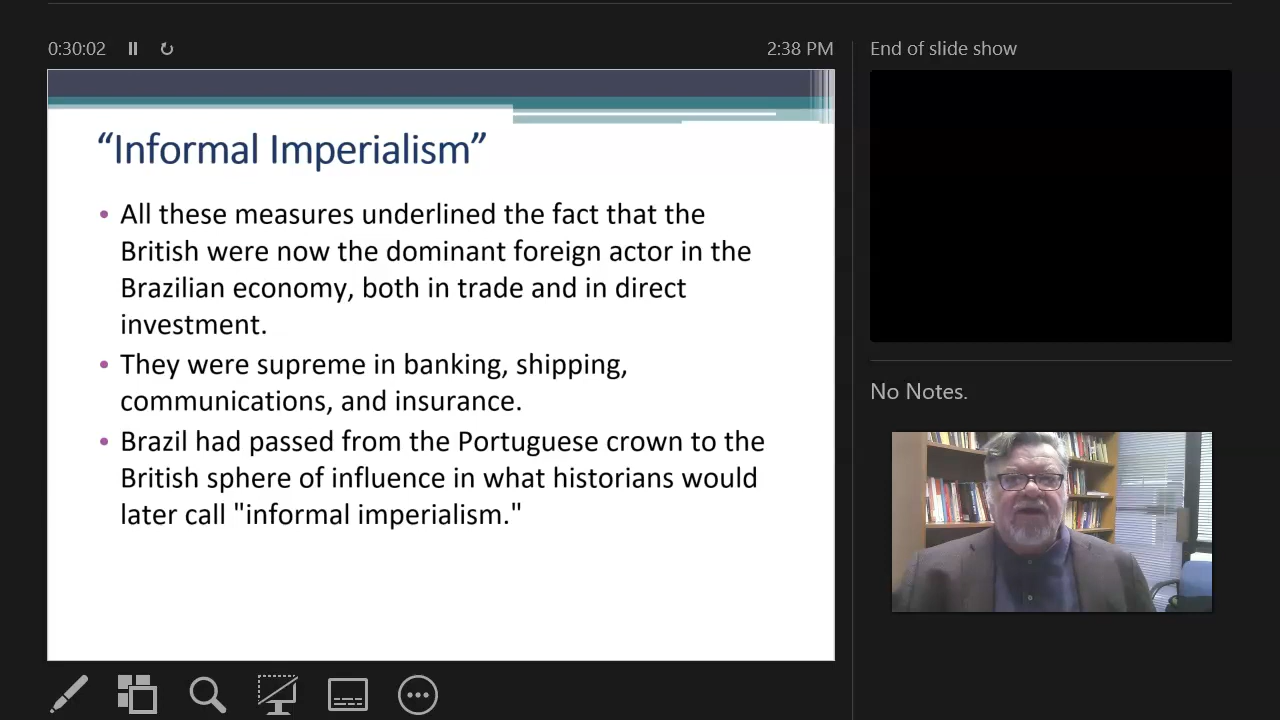 0:30:02
2:38 PM
End of slide show
“Informal Imperialism”
• All these measures underlined the fact that the
British were now the dominant foreign actor in the
Brazilian economy, both in trade and in direct
investment.
• They were supreme in banking, shipping,
communications, and insurance.
• Brazil had passed from the Portuguese crown to the
British sphere of influence in what historians would
later call "informal imperialism."
No Notes.